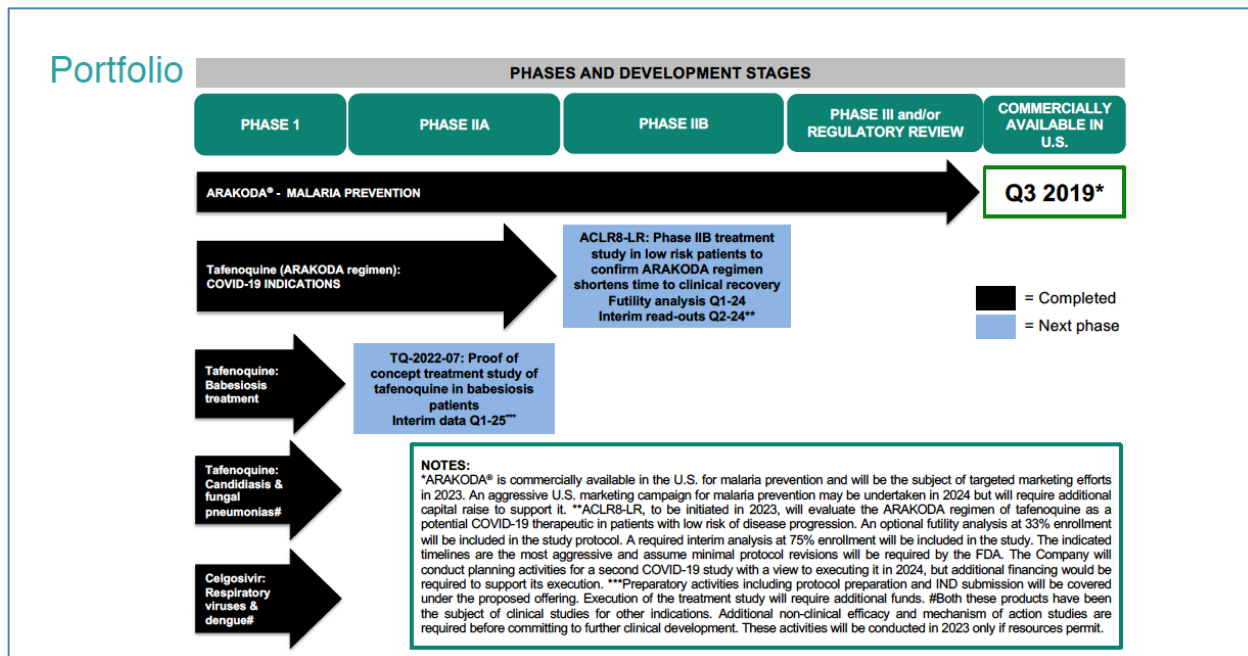 Portfolio
PHASES AND DEVELOPMENT STAGES
PHASE 1
PHASE IIA
PHASE IIB
PHASE III and/or
REGULATORY REVIEW
COMMERCIALLY
AVAILABLE IN
U.S.
ARAKODA® - MALARIA PREVENTION
Q3 2019*
Tafenoquine (ARAKODA regimen):
COVID-19 INDICATIONS
ACLR8-LR: Phase IIB treatment
study in low risk patients to
confirm ARAKODA regimen
shortens time to clinical recovery
Futility analysis Q1-24
Interim read-outs Q2-24**
= Completed
= Next phase
Tafenoquine:
Babesiosis
treatment
TQ-2022-07: Proof of
concept treatment study of
tafenoquine in babesiosis
patients
Interim data Q1-25***
Tafenoquine:
Candidiasis &
fungal
pneumonias#
Celgosivir:
Respiratory
viruses &
dengue#
NOTES:
*ARAKODA® is commercially available in the U.S. for malaria prevention and will be the subject of targeted marketing efforts
in 2023. An aggressive U.S. marketing campaign for malaria prevention may be undertaken in 2024 but will require additional
capital raise to support it. **ACLR8-LR, to be initiated in 2023, will evaluate the ARAKODA regimen of tafenoquine as a
potential COVID-19 therapeutic in patients with low risk of disease progression. An optional futility analysis at 33% enrollment
will be included in the study protocol. A required interim analysis at 75% enrollment will be included in the study. The indicated
timelines are the most aggressive and assume minimal protocol revisions will be required by the FDA. The Company will
conduct planning activities for a second COVID-19 study with a view to executing it in 2024, but additional financing would be
required to support its execution. ***Preparatory activities including protocol preparation and IND submission will be covered
under the proposed offering. Execution of the treatment study will require additional funds. #Both these products have been
the subject of clinical studies for other indications. Additional non-clinical efficacy and mechanism of action studies are
required before committing to further clinical development. These activities will be conducted in 2023 only if resources permit.